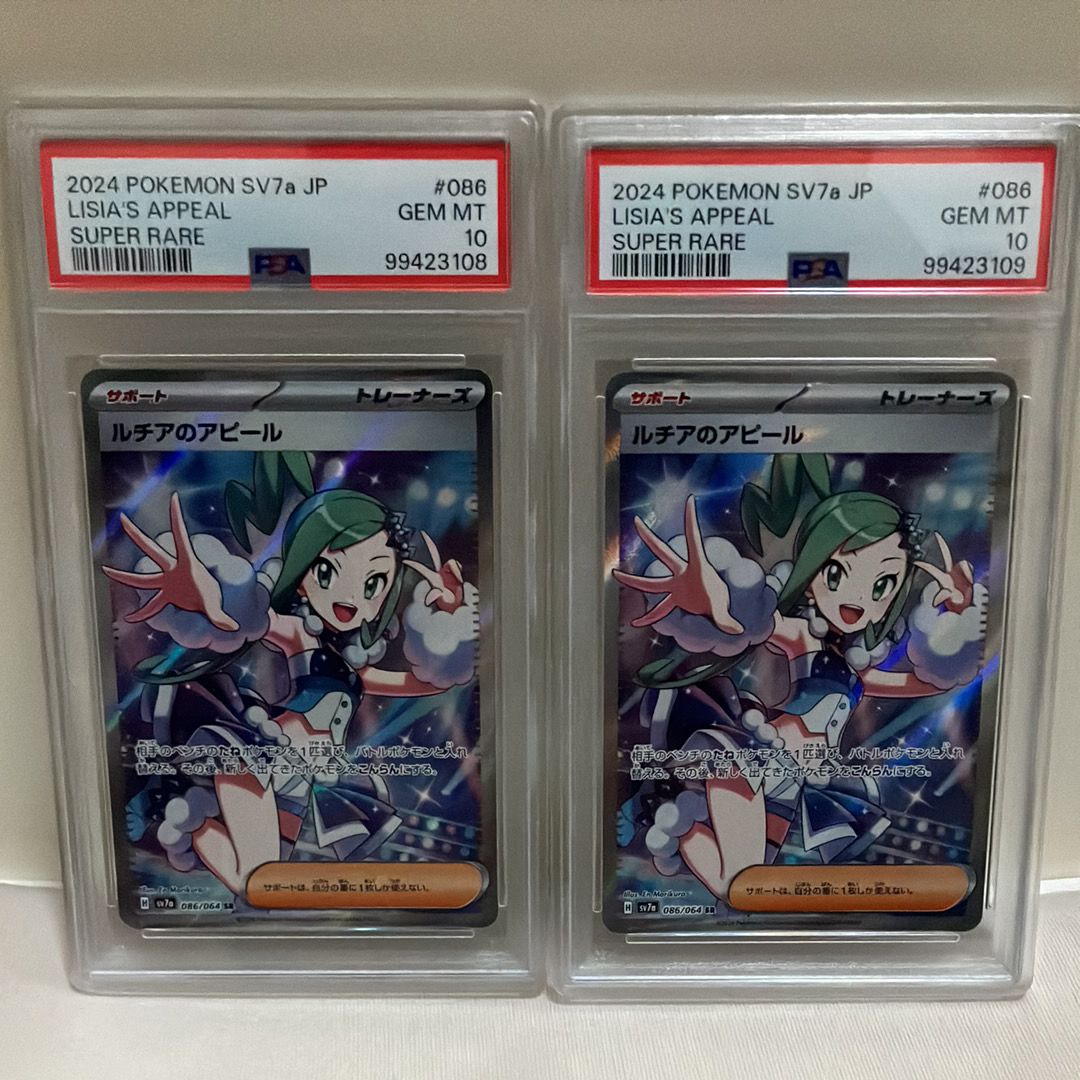 2024 POKEMON SV7a JP #086
LISIA'S APPEAL GEM MT
SUPER RARE 10
PSA 99423108
サポート トレーナーズ
ルチアのアピール
相手のベンチのたねポケモンを1匹選び、バトルポケモンと入れ
替える。その後、新しく出てきたポケモンをこんらんにする。
サポートは、自分の番に1枚しか使えない。
Illus. En Morikura
H sv7a 086/064 SR
2024 POKEMON SV7a JP #086
LISIA'S APPEAL GEM MT
SUPER RARE 10
PSA 99423109
サポート トレーナーズ
ルチアのアピール
相手のベンチのたねポケモンを1匹選び、バトルポケモンと入れ
替える。その後、新しく出てきたポケモンをこんらんにする。
サポートは、自分の番に1枚しか使えない。
Illus. En Morikura
H sv7a 086/064 SR